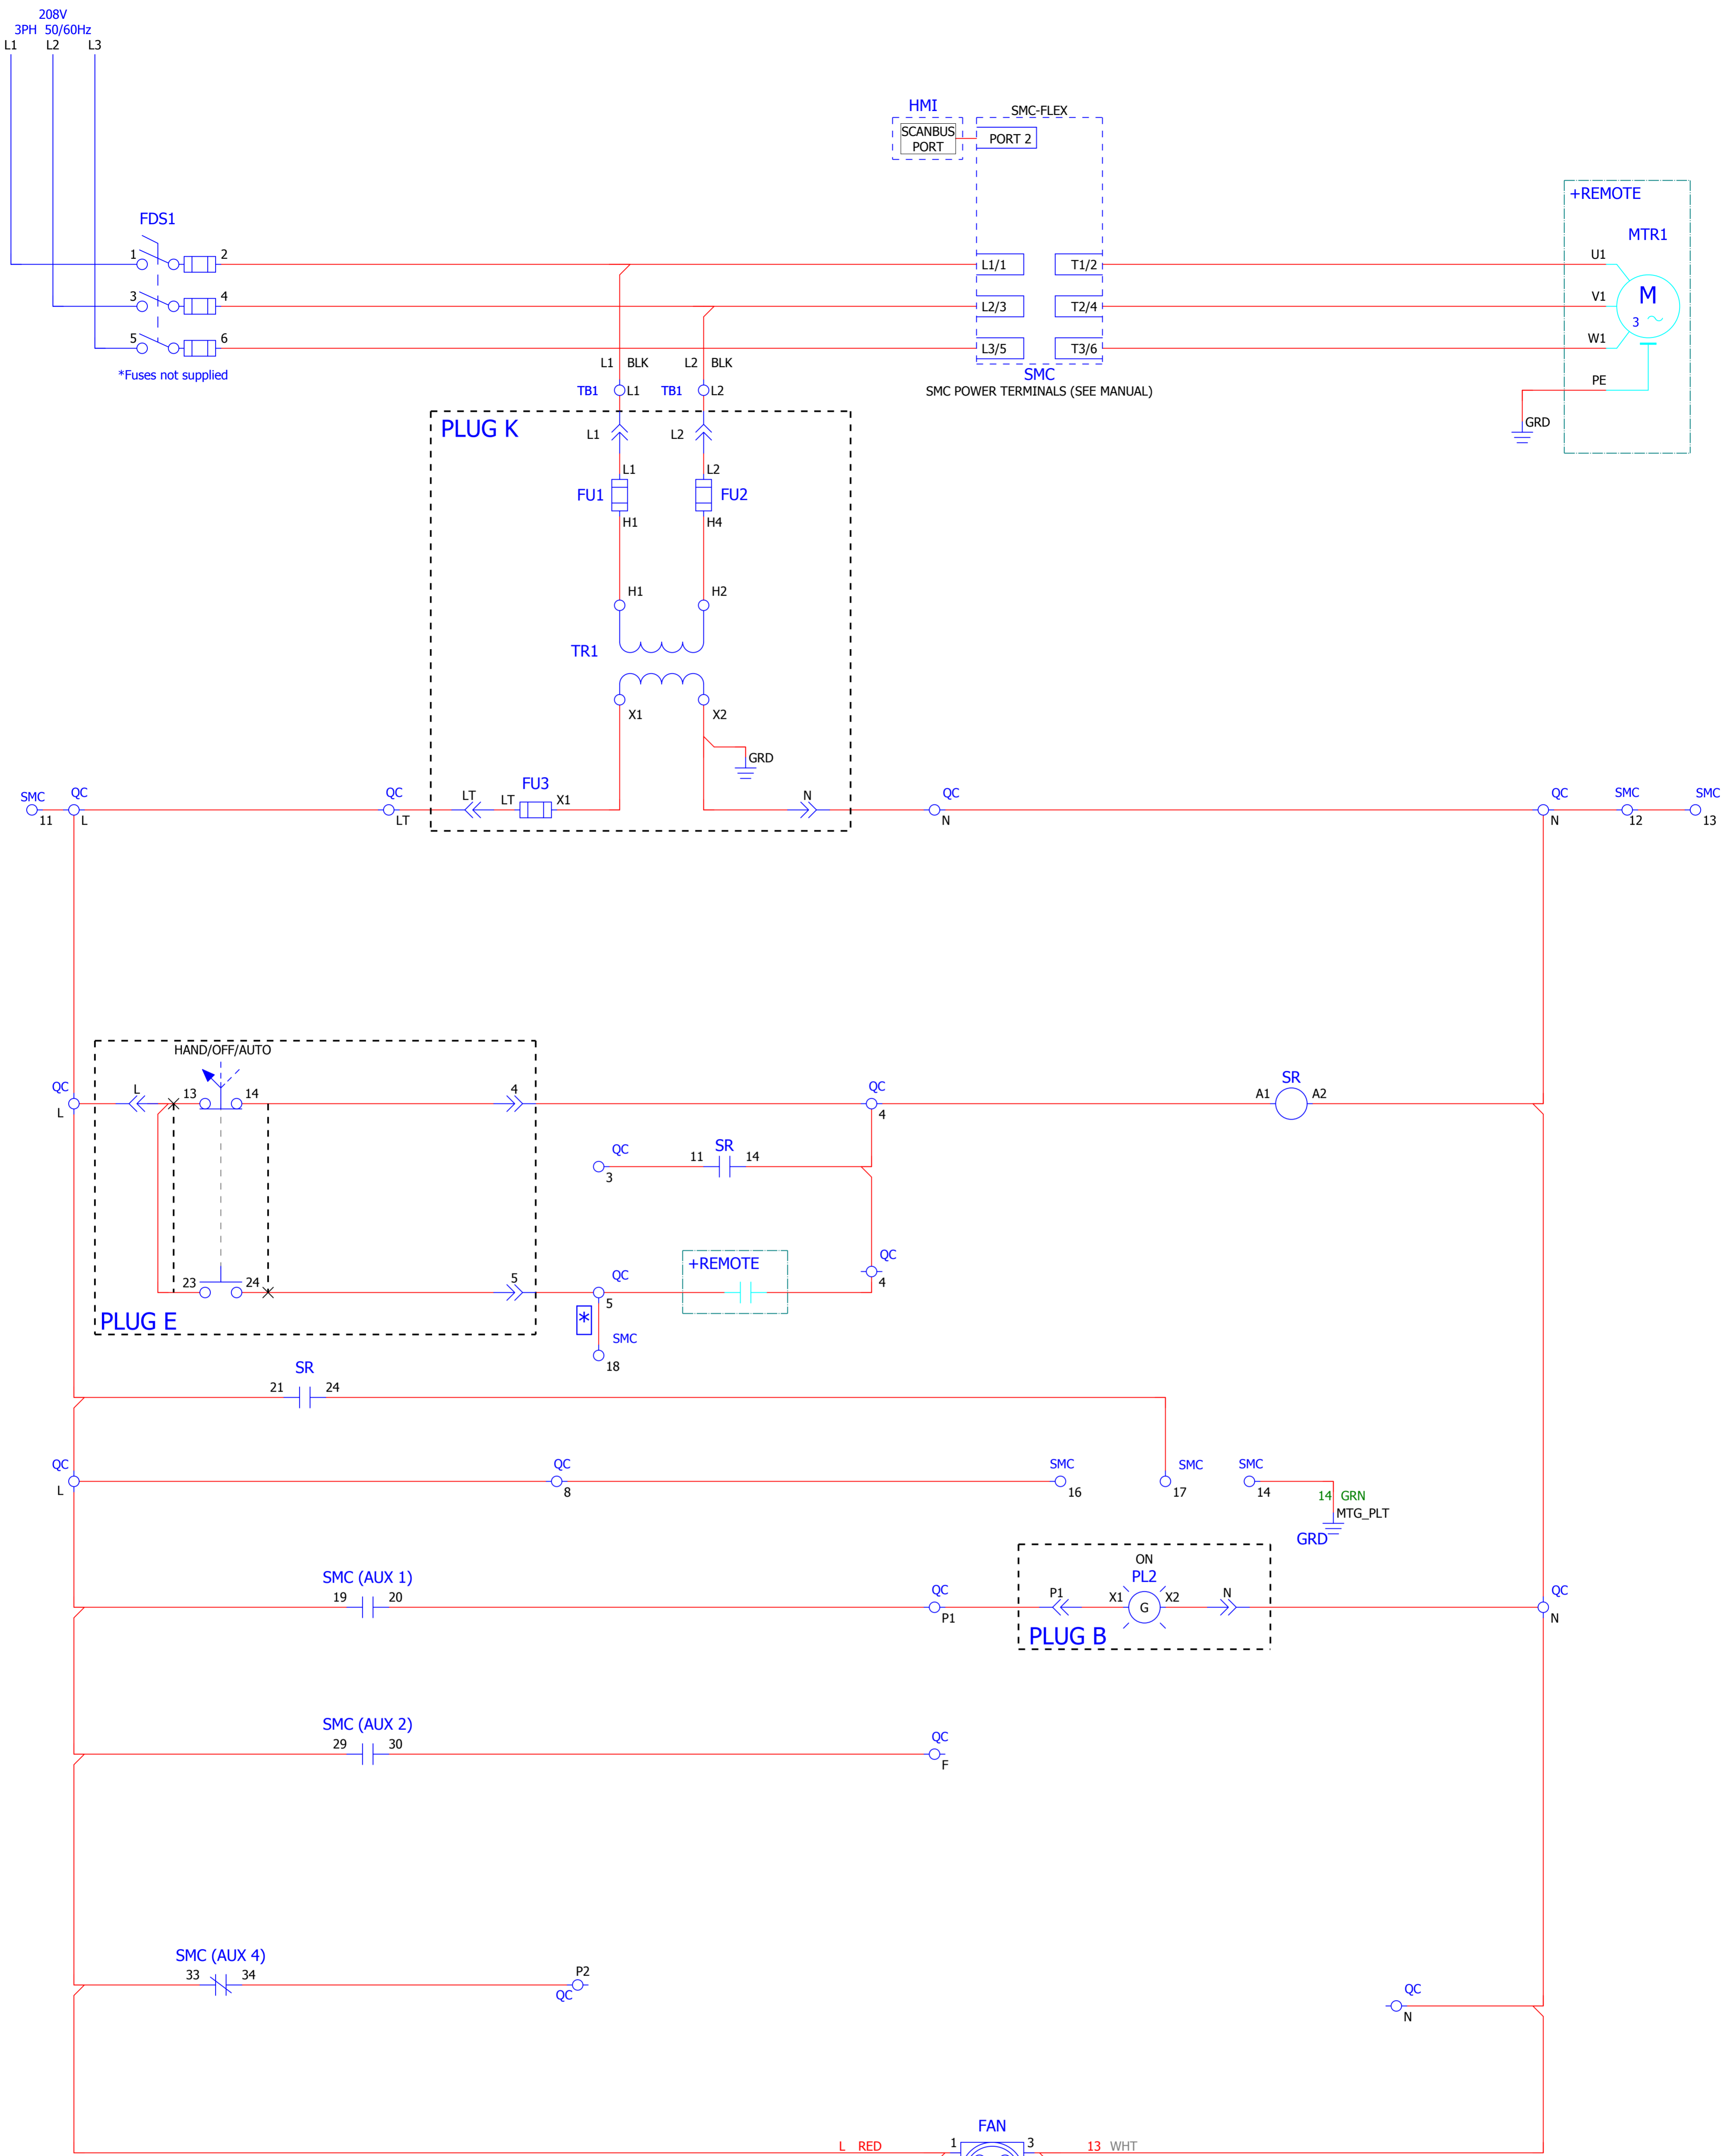 208V
3PH 50/60Hz
L1 L2 L3
HMI
SCANBUS
PORT
SMC-FLEX
PORT 2
+REMOTE
MTR1
FDS1
1 2
L1/1 T1/2
U1
3 4
L2/3 T2/4
V1
M
3
5 6
L3/5 T3/6
W1
*Fuses not supplied
L1 BLK L2 BLK
SMC
SMC POWER TERMINALS (SEE MANUAL)
PE
GRD
TB1 L1 TB1 L2
PLUG K
L1 L2
L1 L2
FU1 FU2
H1 H4
H1 H2
TR1
X1 X2
GRD
SMC
11
QC
L
QC
LT
LT
FU3
LT X1
N
QC
N
QC
N
SMC
12
SMC
13
HAND/OFF/AUTO
QC
L
L
13 14
4
QC
4
SR
A1 A2
QC
3
SR
11 14
QC
4
+REMOTE
23 24
5
QC
5
PLUG E
*
SMC
18
SR
21 24
QC
L
QC
8
SMC
16
SMC
17
SMC
14
14 GRN
MTG_PLT
GRD
SMC (AUX 1)
19 20
QC
P1
ON
PL2
P1 X1 G X2 N
PLUG B
QC
N
SMC (AUX 2)
29 30
QC
F
SMC (AUX 4)
33 34
P2
QC
QC
N
FAN
L RED 1 3 13 WHT